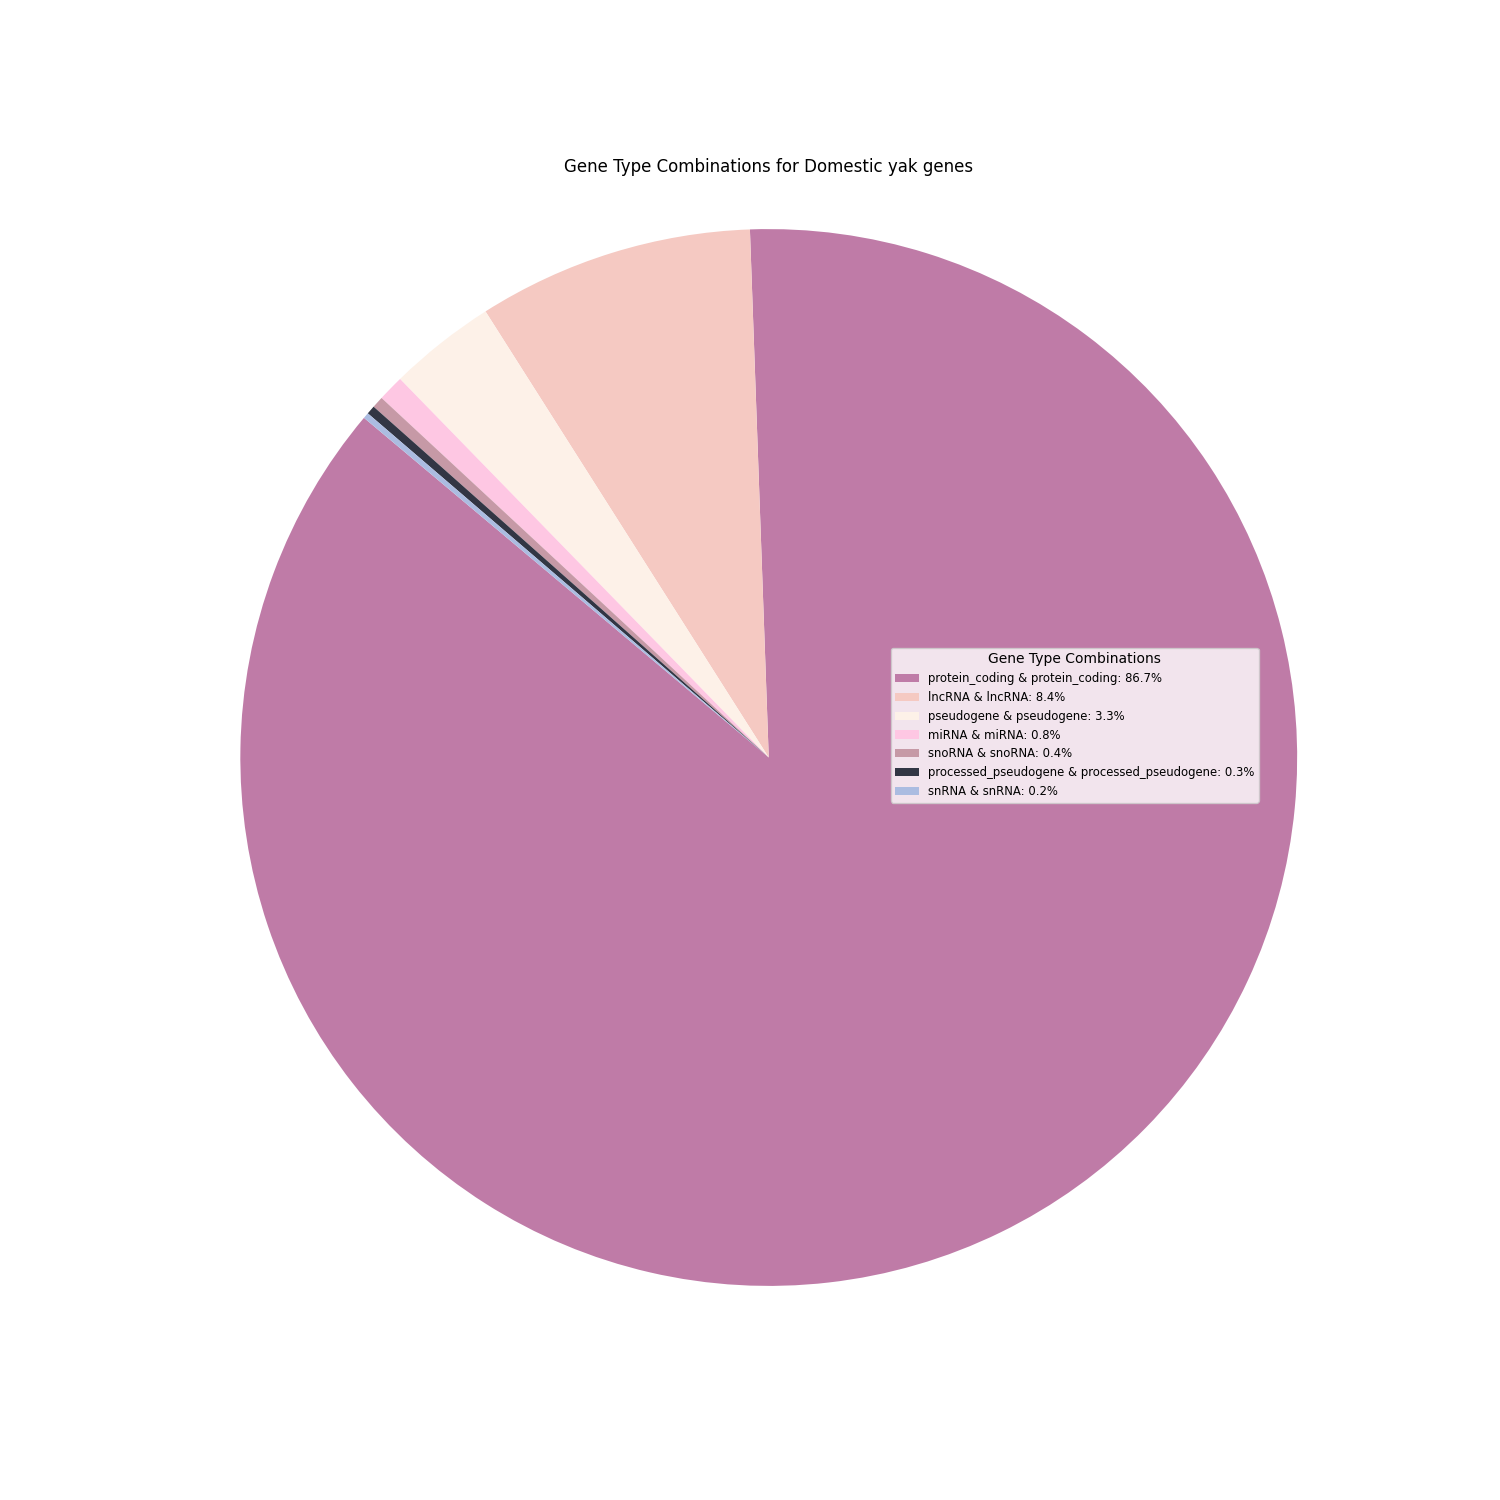 Gene Type Combinations for Domestic yak genes
Gene Type Combinations
protein_coding & protein_coding: 86.7%
lncRNA & lncRNA: 8.4%
pseudogene & pseudogene: 3.3%
miRNA & miRNA: 0.8%
snoRNA & snoRNA: 0.4%
processed_pseudogene & processed_pseudogene: 0.3%
snRNA & snRNA: 0.2%